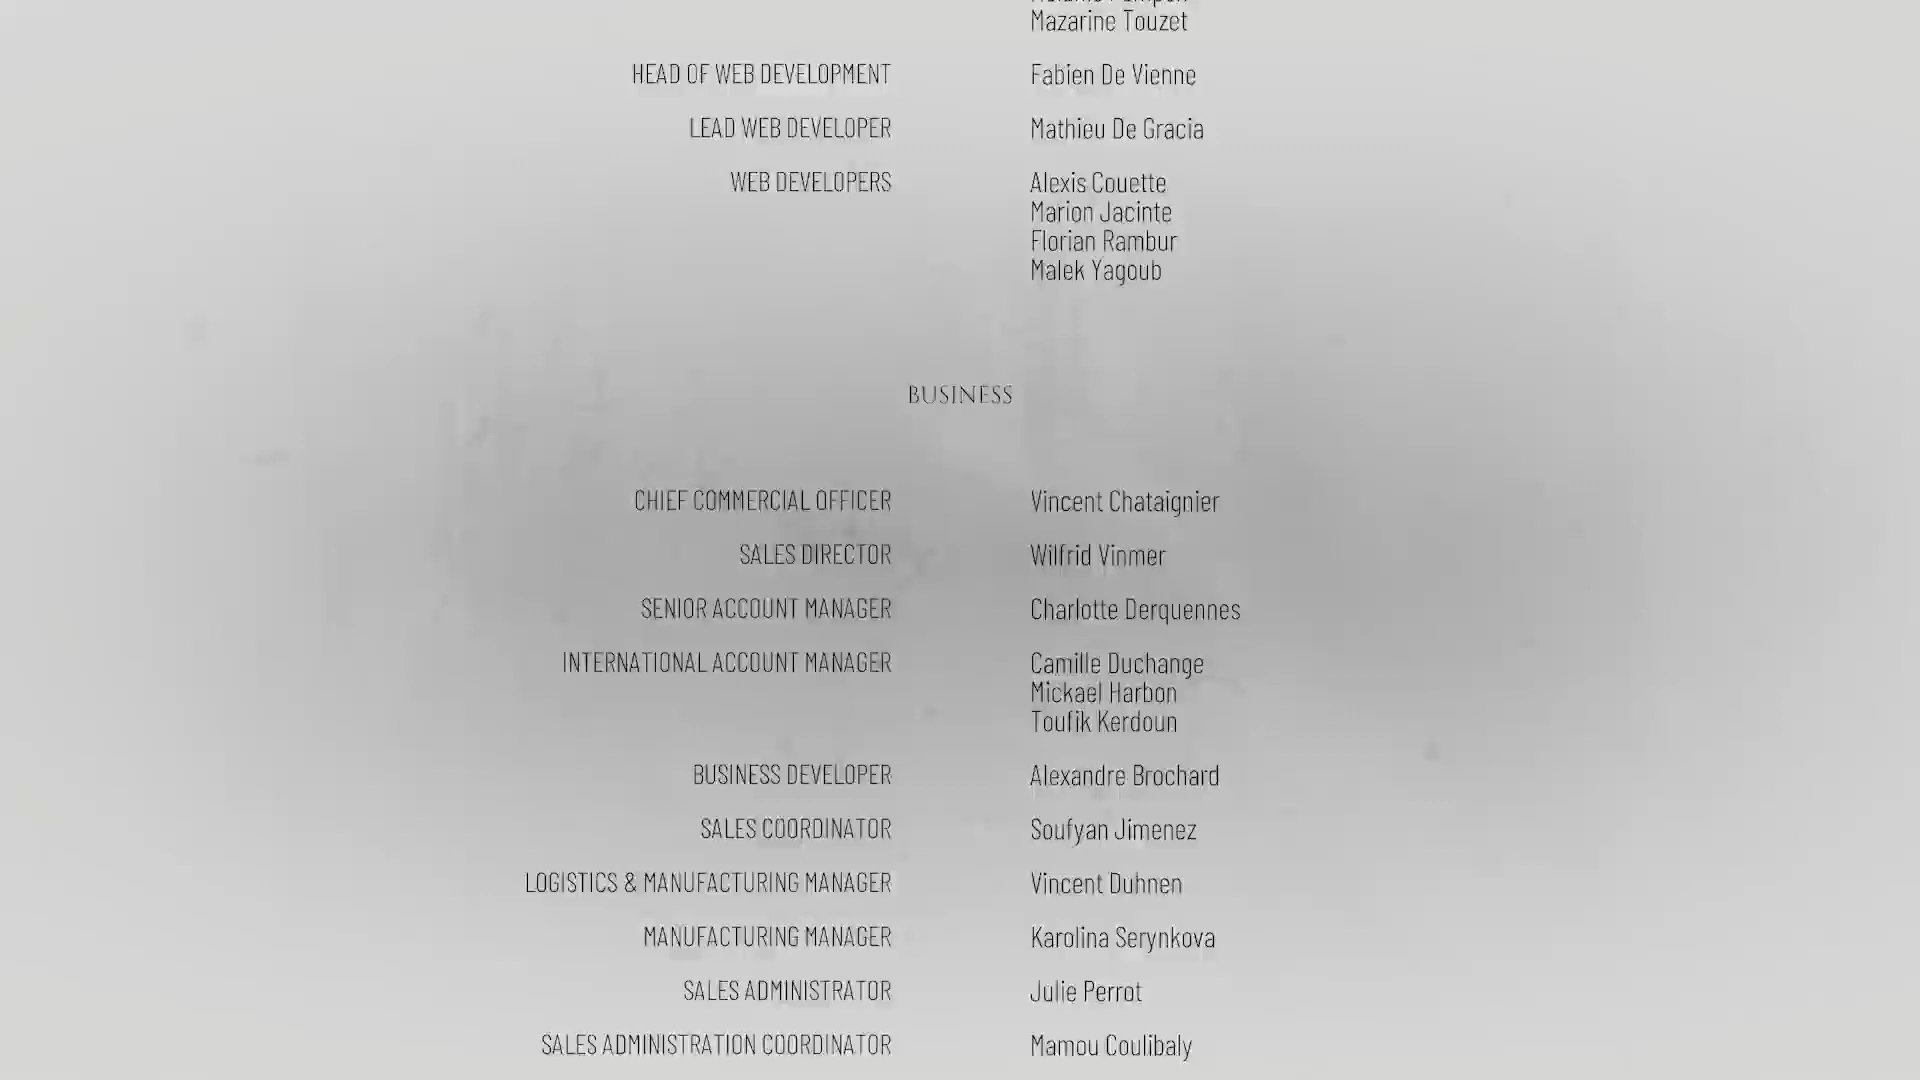 Mazarine Touzet
HEAD OF WEB DEVELOPMENT Fabien De Vienne
LEAD WEB DEVELOPER Mathieu De Gracia
WEB DEVELOPERS Alexis Couette
Marion Jacinte
Florian Rambur
Malek Yagoub
BUSINESS
CHIEF COMMERCIAL OFFICER Vincent Chataignier
SALES DIRECTOR Wilfrid Vinmer
SENIOR ACCOUNT MANAGER Charlotte Derquennes
INTERNATIONAL ACCOUNT MANAGER Camille Duchange
Mickael Harbon
Toufik Kerdoun
BUSINESS DEVELOPER Alexandre Brochard
SALES COORDINATOR Soufyan Jimenez
LOGISTICS & MANUFACTURING MANAGER Vincent Duhnen
MANUFACTURING MANAGER Karolina Serynkova
SALES ADMINISTRATOR Julie Perrot
SALES ADMINISTRATION COORDINATOR Mamou Coulibaly